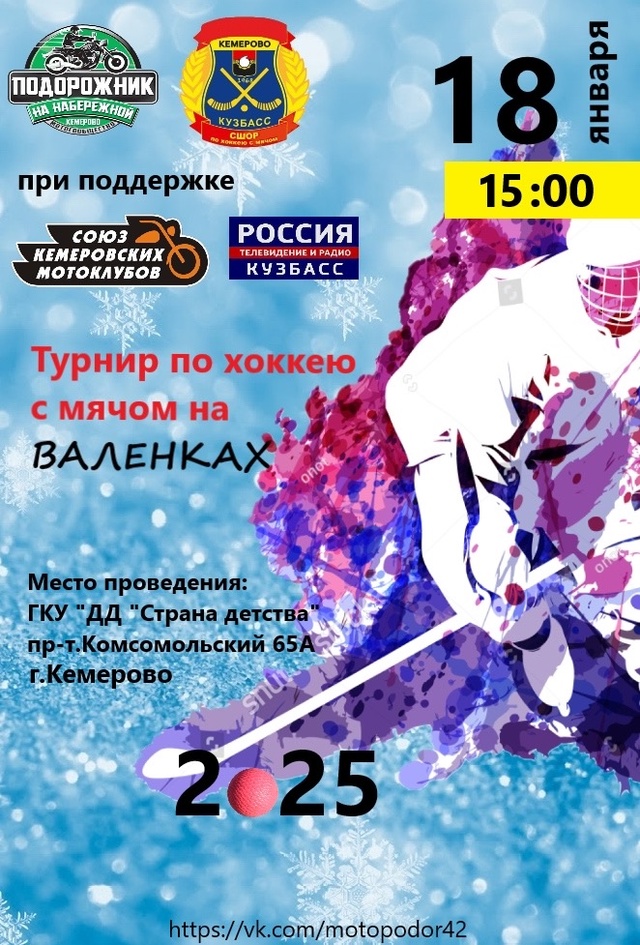 ПОДОРОЖНИК
НА НАБЕРЕЖНОЙ
КЕМЕРОВО
МОТОСООБЩЕСТВО
КЕМЕРОВО
КУЗБАСС
СШОР
по хоккею с мячом
18
января
15:00
при поддержке
СОЮЗ
КЕМЕРОВСКИХ
МОТОКЛУБОВ
РОССИЯ
ТЕЛЕВИДЕНИЕ И РАДИО
КУЗБАСС
Турнир по хоккею
с мячом на
ВАЛЕНКАХ
Место проведения:
ГКУ "ДД "Страна детства"
пр-т.Комсомольский 65А
г.Кемерово
2025
https://vk.com/motopodor42